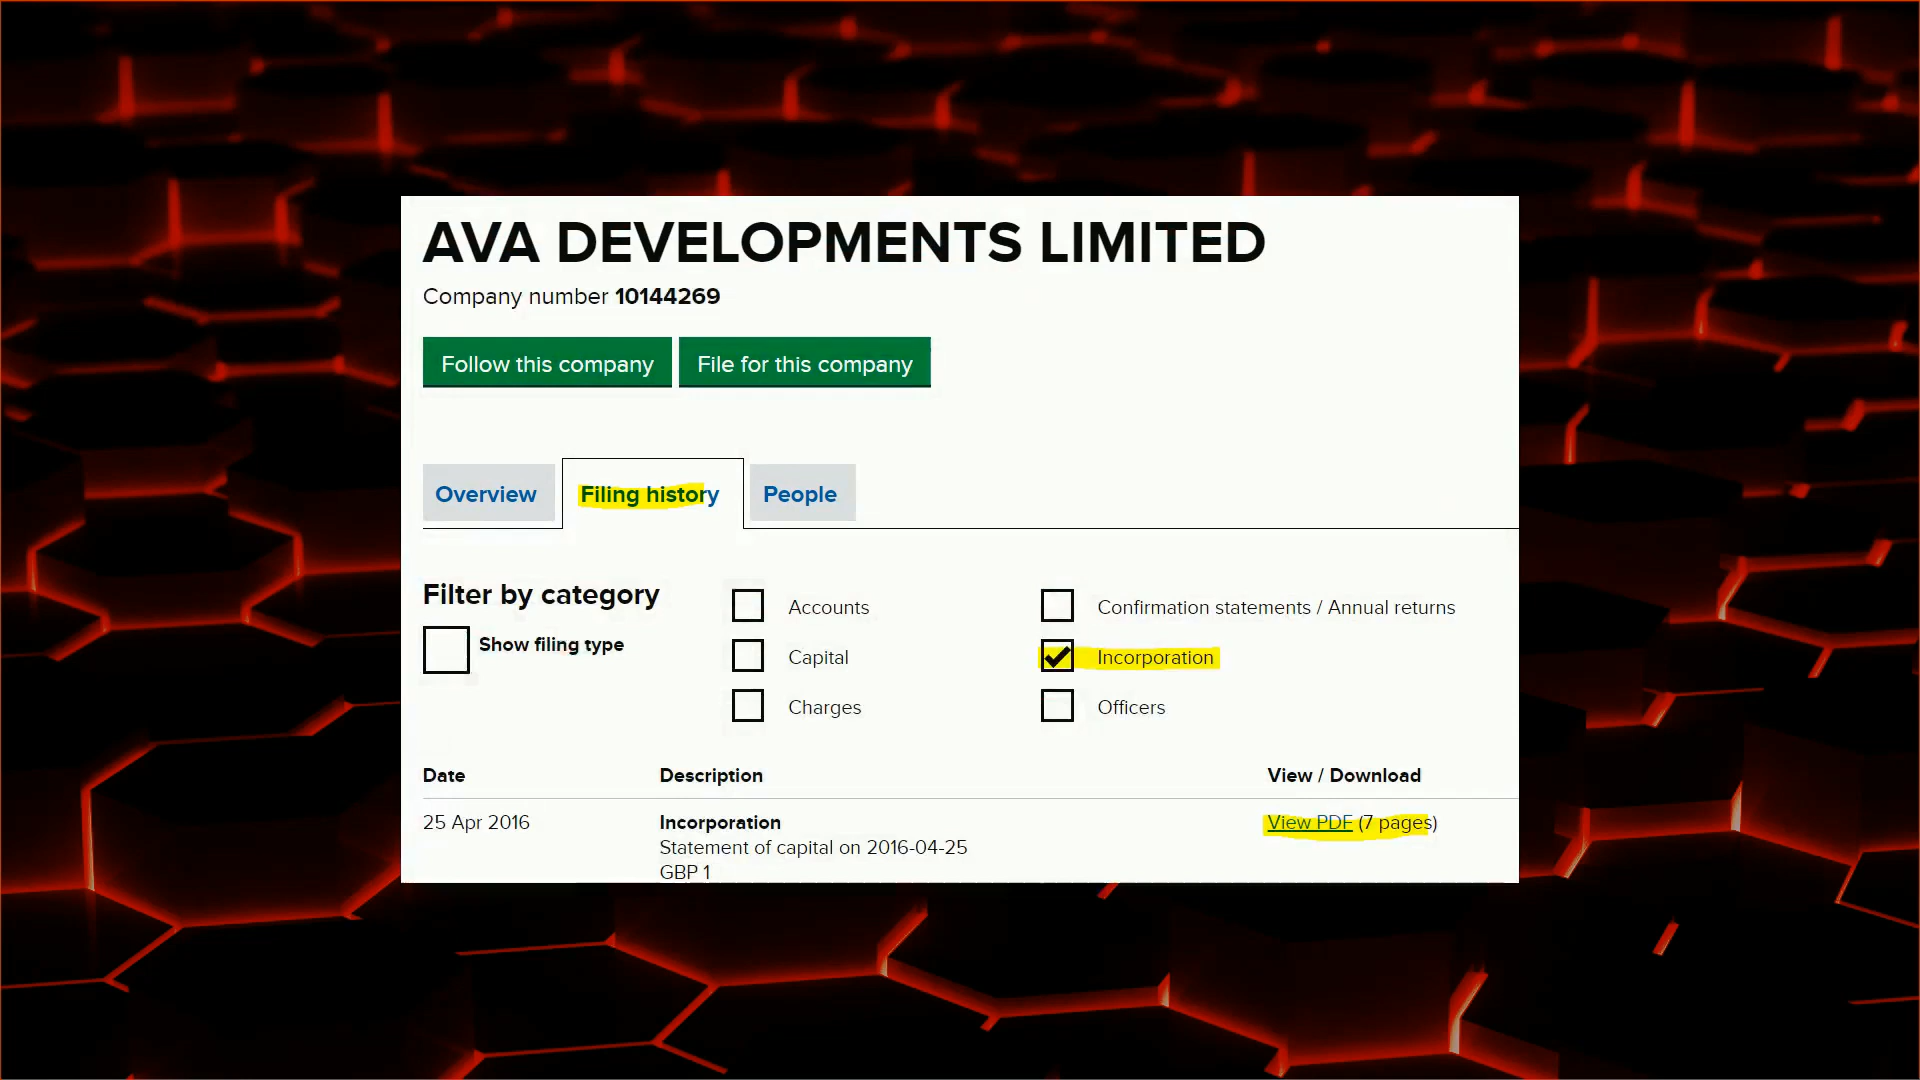 AVA DEVELOPMENTS LIMITED
Company number 10144269
Follow this company File for this company
Overview Filing history People
Filter by category
Show filing type
Accounts Confirmation statements / Annual returns
Capital Incorporation
Charges Officers
Date Description View / Download
25 Apr 2016 Incorporation View PDF (7 pages)
Statement of capital on 2016-04-25
GBP 1